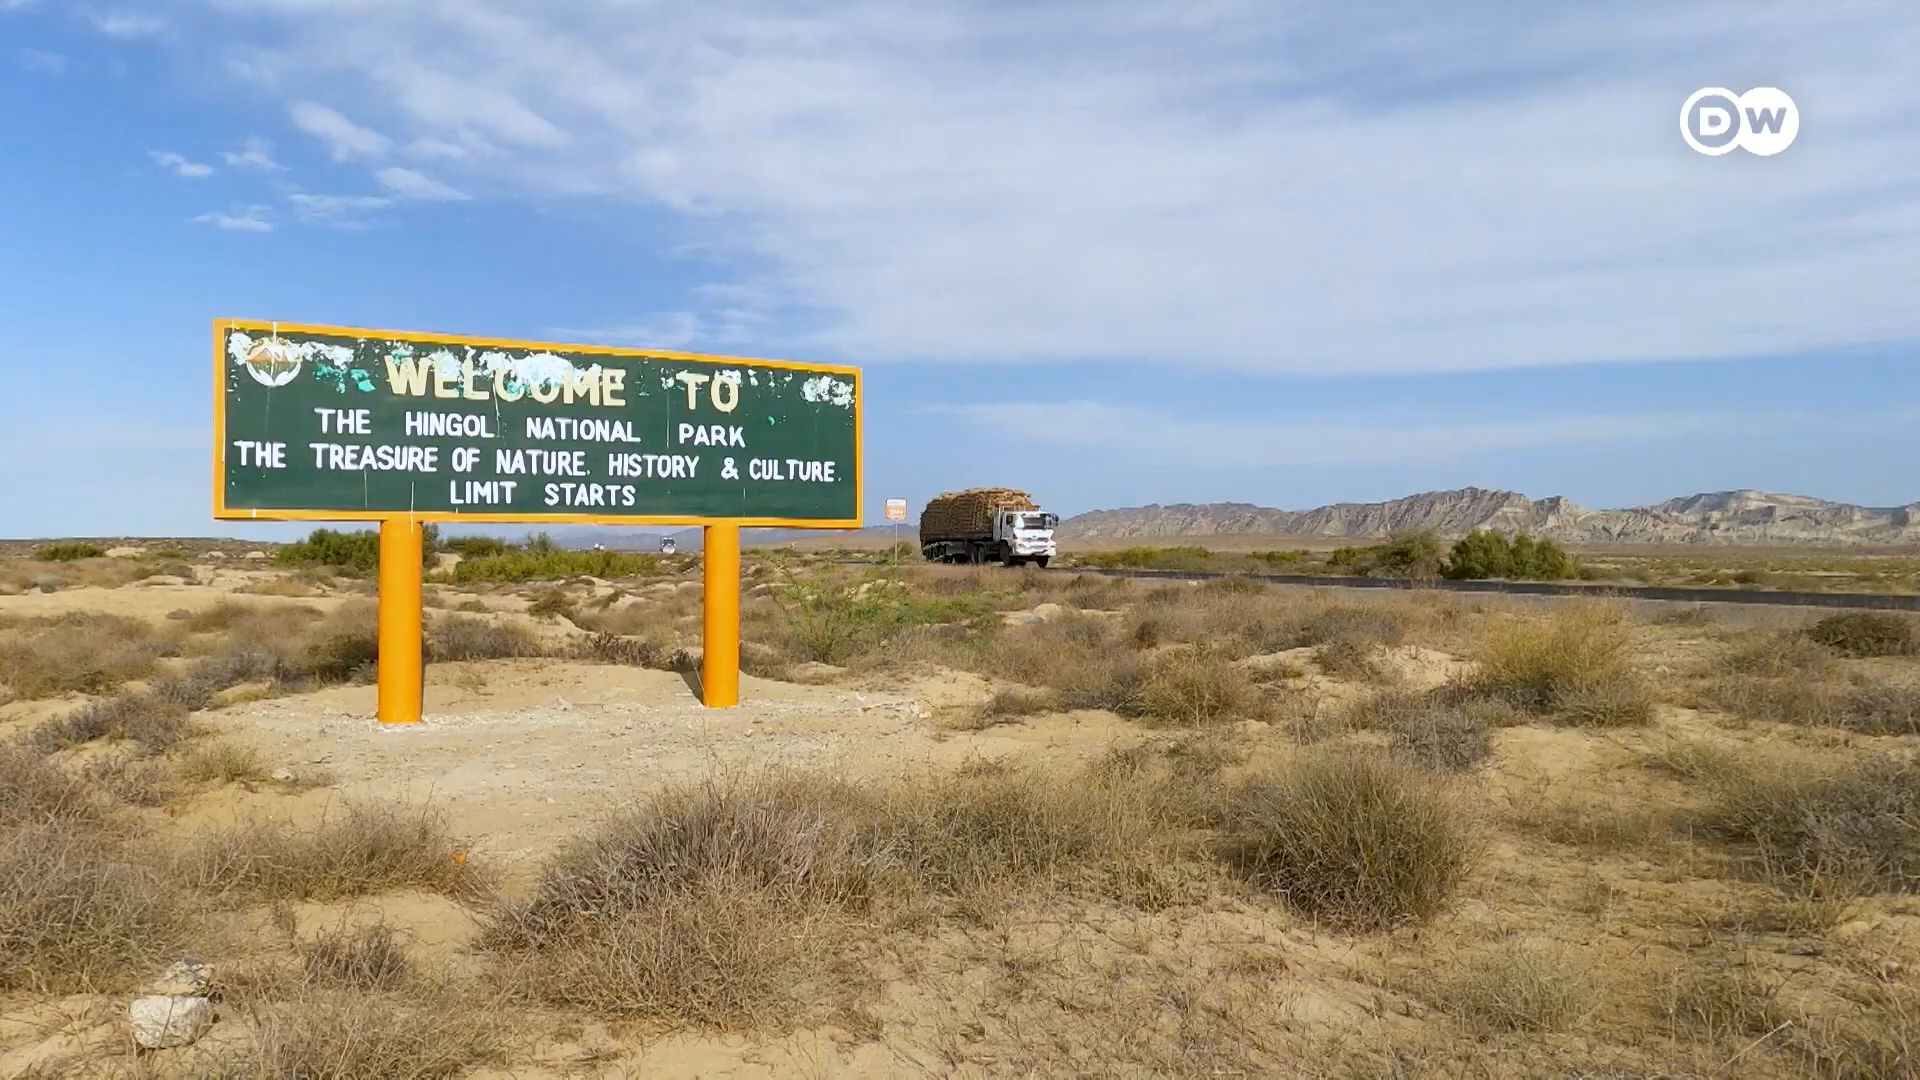 DW
WELCOME TO
THE HINGOL NATIONAL PARK
THE TREASURE OF NATURE. HISTORY & CULTURE.
LIMIT STARTS